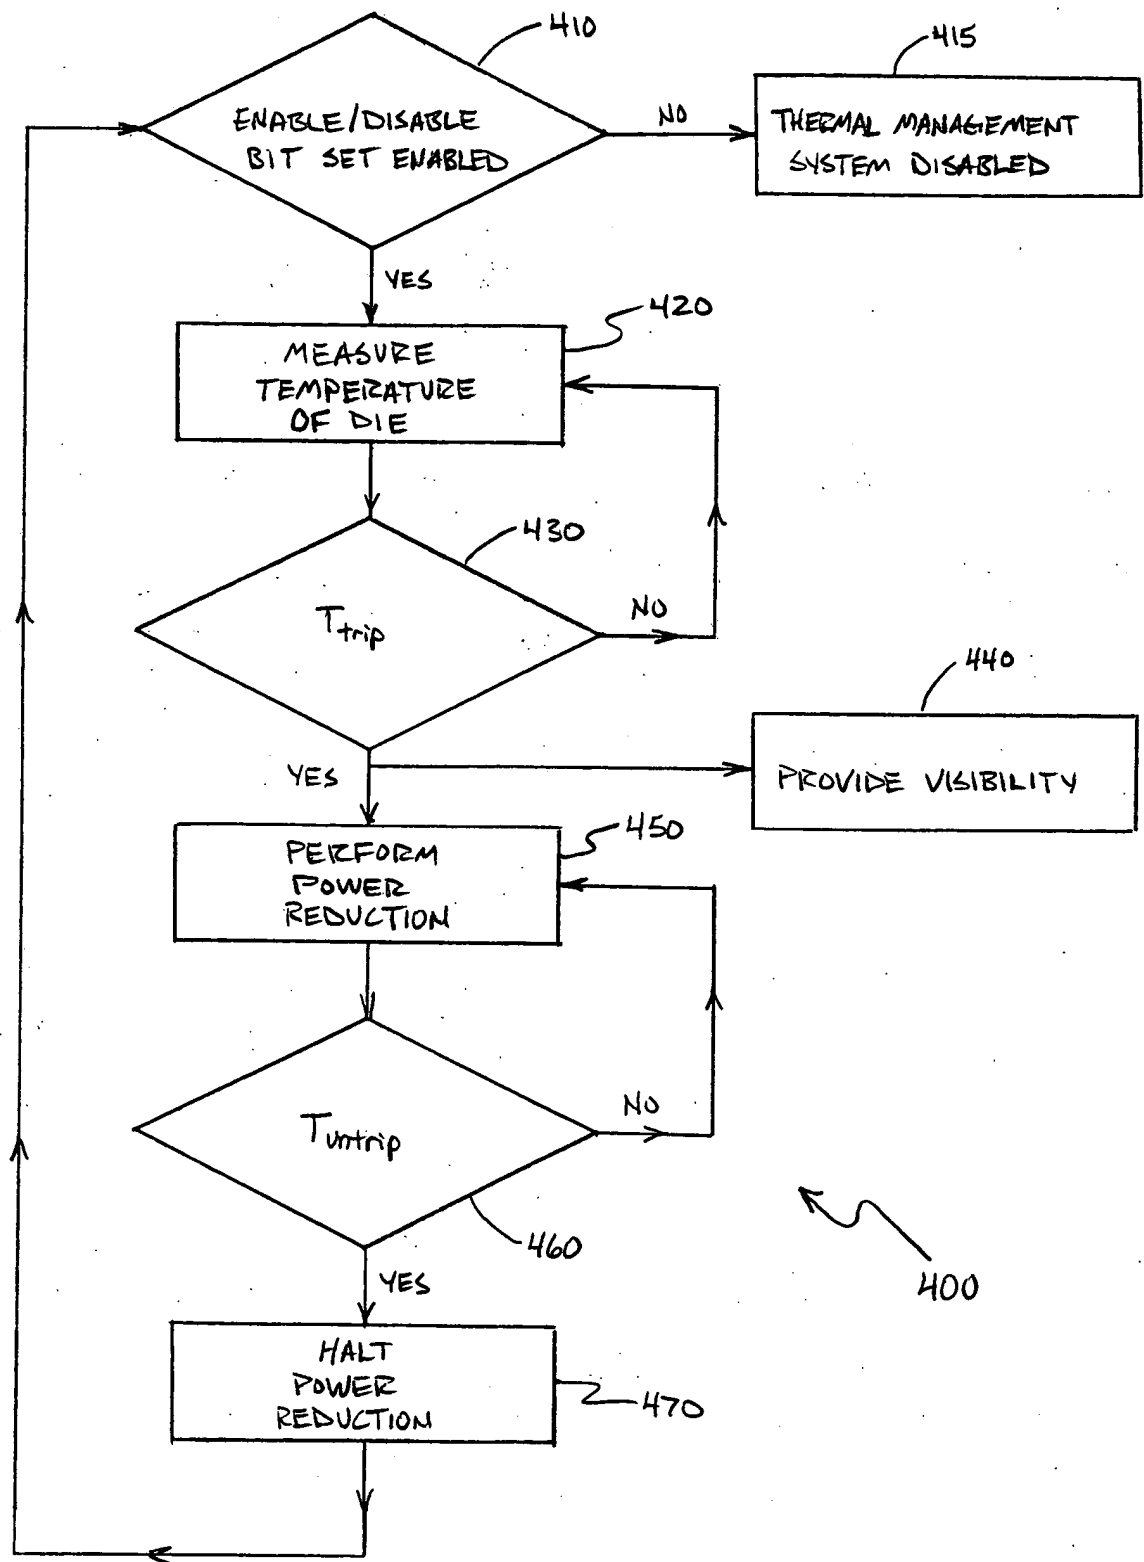 410
ENABLE/DISABLE
BIT SET ENABLED
NO
415
THERMAL MANAGEMENT
SYSTEM DISABLED
YES
420
MEASURE
TEMPERATURE
OF DIE
430
Ttrip
NO
440
YES
PROVIDE VISIBILITY
450
PERFORM
POWER
REDUCTION
Tuntrip
NO
460
YES
400
HALT
POWER
REDUCTION
470